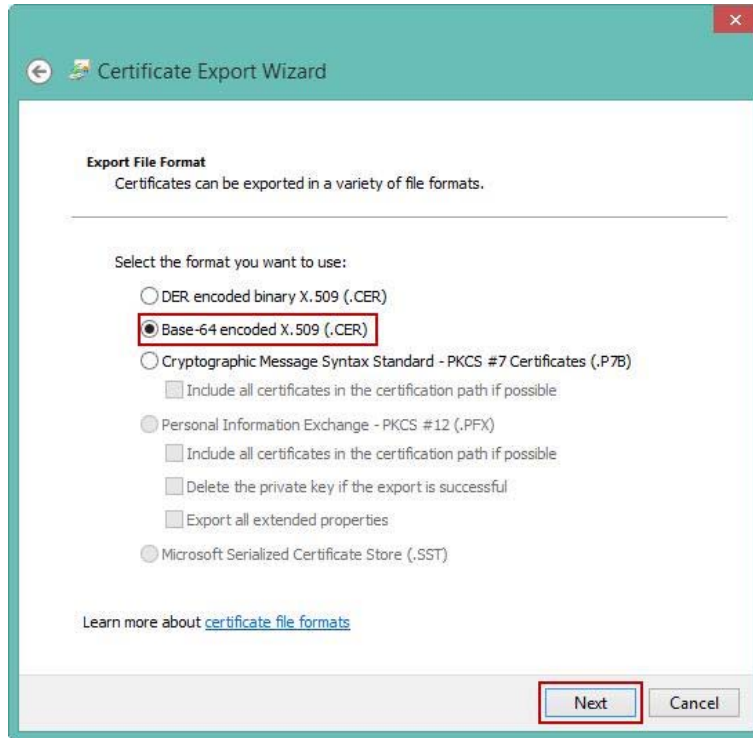 Certificate Export Wizard
Export File Format
Certificates can be exported in a variety of file formats.
Select the format you want to use:
DER encoded binary X.509 (.CER)
Base-64 encoded X.509 (.CER)
Cryptographic Message Syntax Standard - PKCS #7 Certificates (.P7B)
Include all certificates in the certification path if possible
Personal Information Exchange - PKCS #12 (.PFX)
Include all certificates in the certification path if possible
Delete the private key if the export is successful
Export all extended properties
Microsoft Serialized Certificate Store (.SST)
Learn more about certificate file formats
Next Cancel